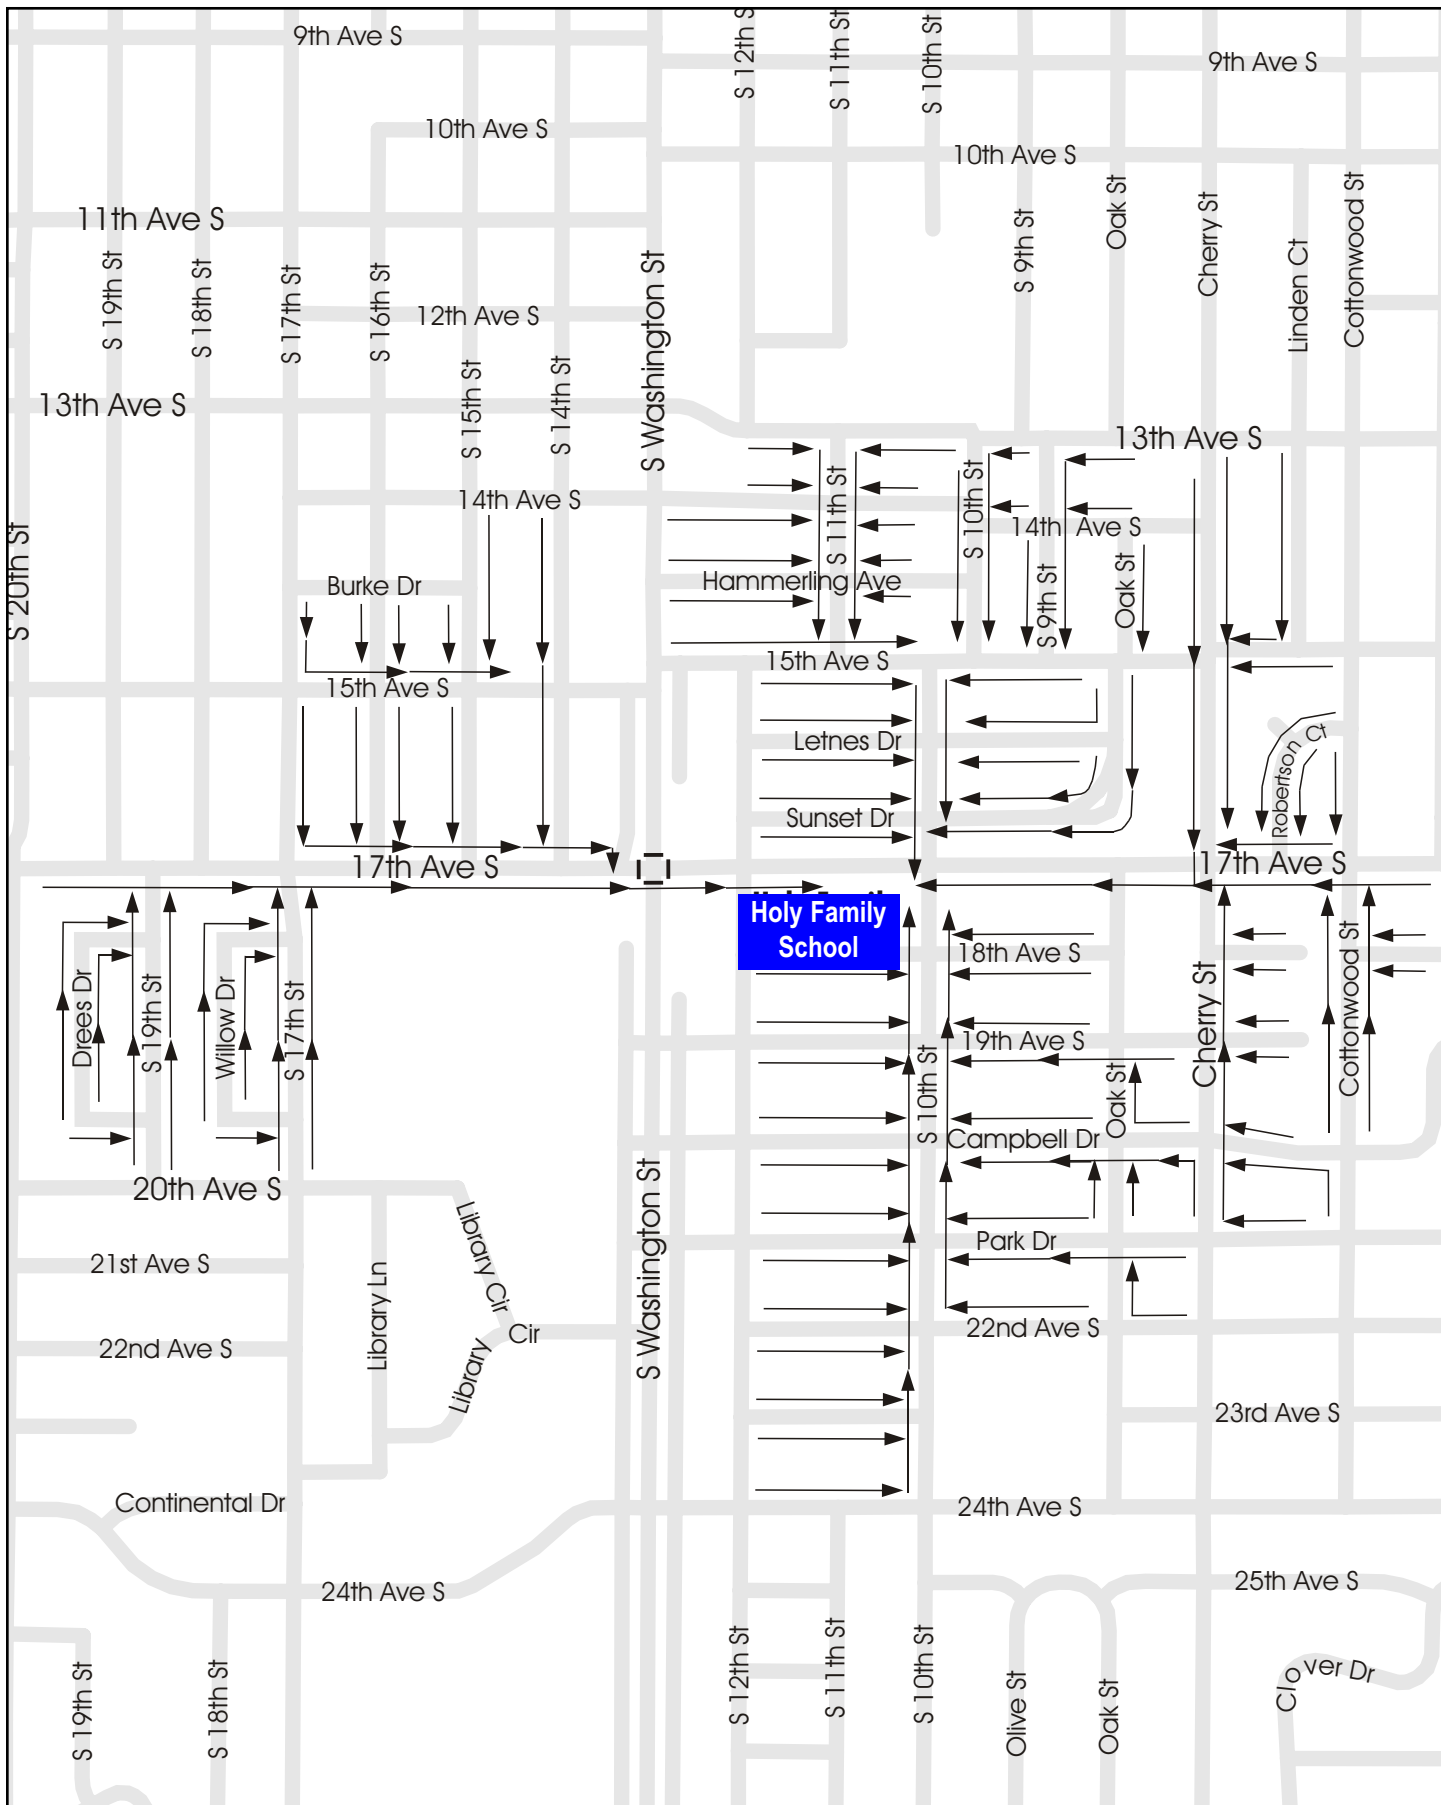 9th Ave S
S 12th S
S 11th St
S 10th St
9th Ave S
10th Ave S
10th Ave S
11th Ave S
Oak St
Cherry St
Cottonwood St
S 9th St
Linden Ct
S 19th St
S 18th St
S 17th St
S 16th St
12th Ave S
S Washington St
S 15th St
S 14th St
13th Ave S
13th Ave S
14th Ave S
S 11th St
S 10th St
14th Ave S
S 20th St
Burke Dr
Hammerling Ave
S 9th St
Oak St
15th Ave S
15th Ave S
Letnes Dr
Robertson Ct
Sunset Dr
17th Ave S
17th Ave S
Holy Family
School
18th Ave S
Drees Dr
S 19th St
Willow Dr
S 17th St
Cherry St
Cottonwood St
19th Ave S
S 10th St
Oak St
Campbell Dr
20th Ave S
S Washington St
Library Cir
Park Dr
21st Ave S
Library Ln
22nd Ave S
Cir
22nd Ave S
Library
23rd Ave S
Continental Dr
24th Ave S
24th Ave S
25th Ave S
S 19th St
S 18th St
S 12th St
S 11th St
S 10th St
Olive St
Oak St
Clover Dr